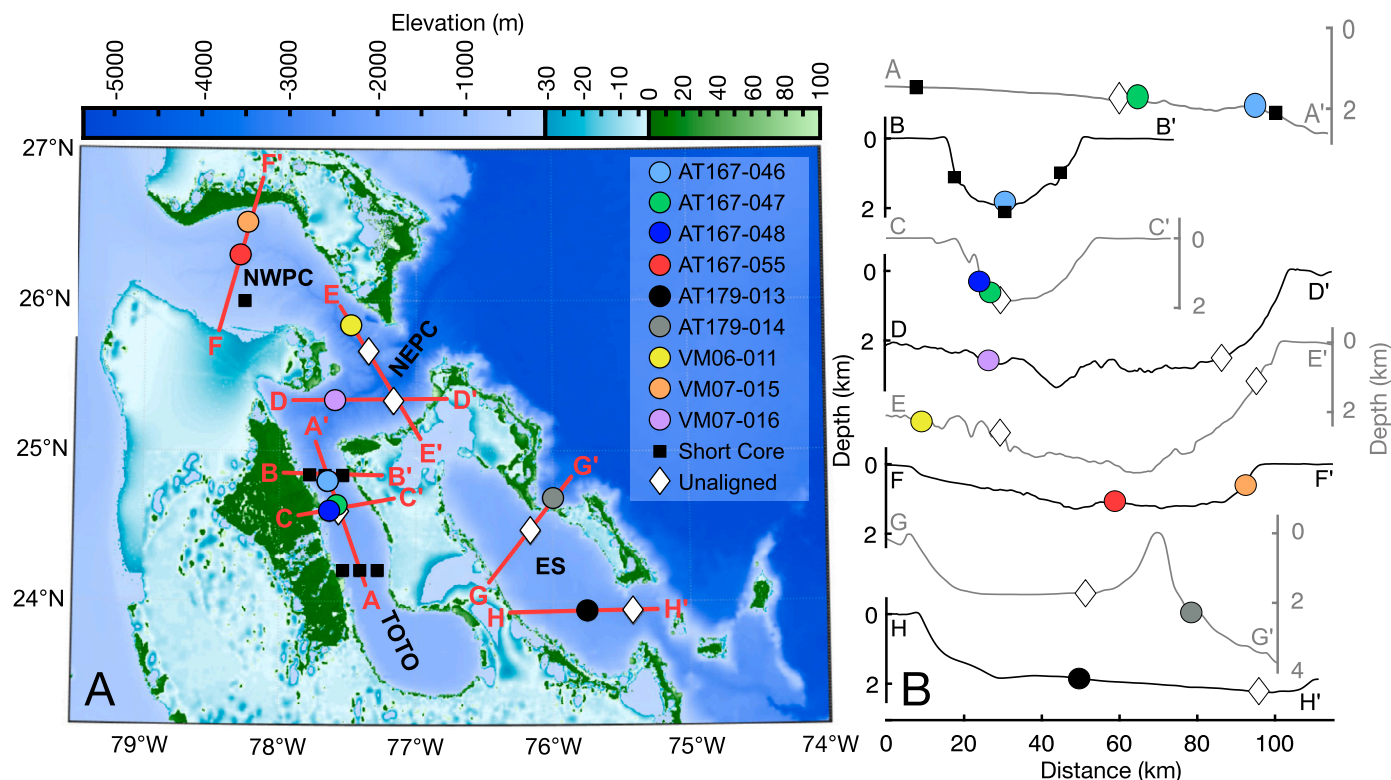 Elevation (m)
-5000 -4000 -3000 -2000 -1000 -30 -20 -10 0 20 40 60 80 100
27°N
26°N
25°N
24°N
79°W 78°W 77°W 76°W 75°W 74°W
F'
NWPC
F
E
NEPC
D
D'
A'
E'
B
B'
C'
C
G'
ES
G
H
H'
A
TOTO
A
AT167-046
AT167-047
AT167-048
AT167-055
AT179-013
AT179-014
VM06-011
VM07-015
VM07-016
Short Core
Unaligned
A
A'
0
2
B
B'
0
2
C
C'
0
2
D
D'
0
2
E
E'
0
2
F
F'
0
2
G
G'
0
2
4
H
H'
0
2
B
Depth (km)
Depth (km)
0 20 40 60 80 100
Distance (km)